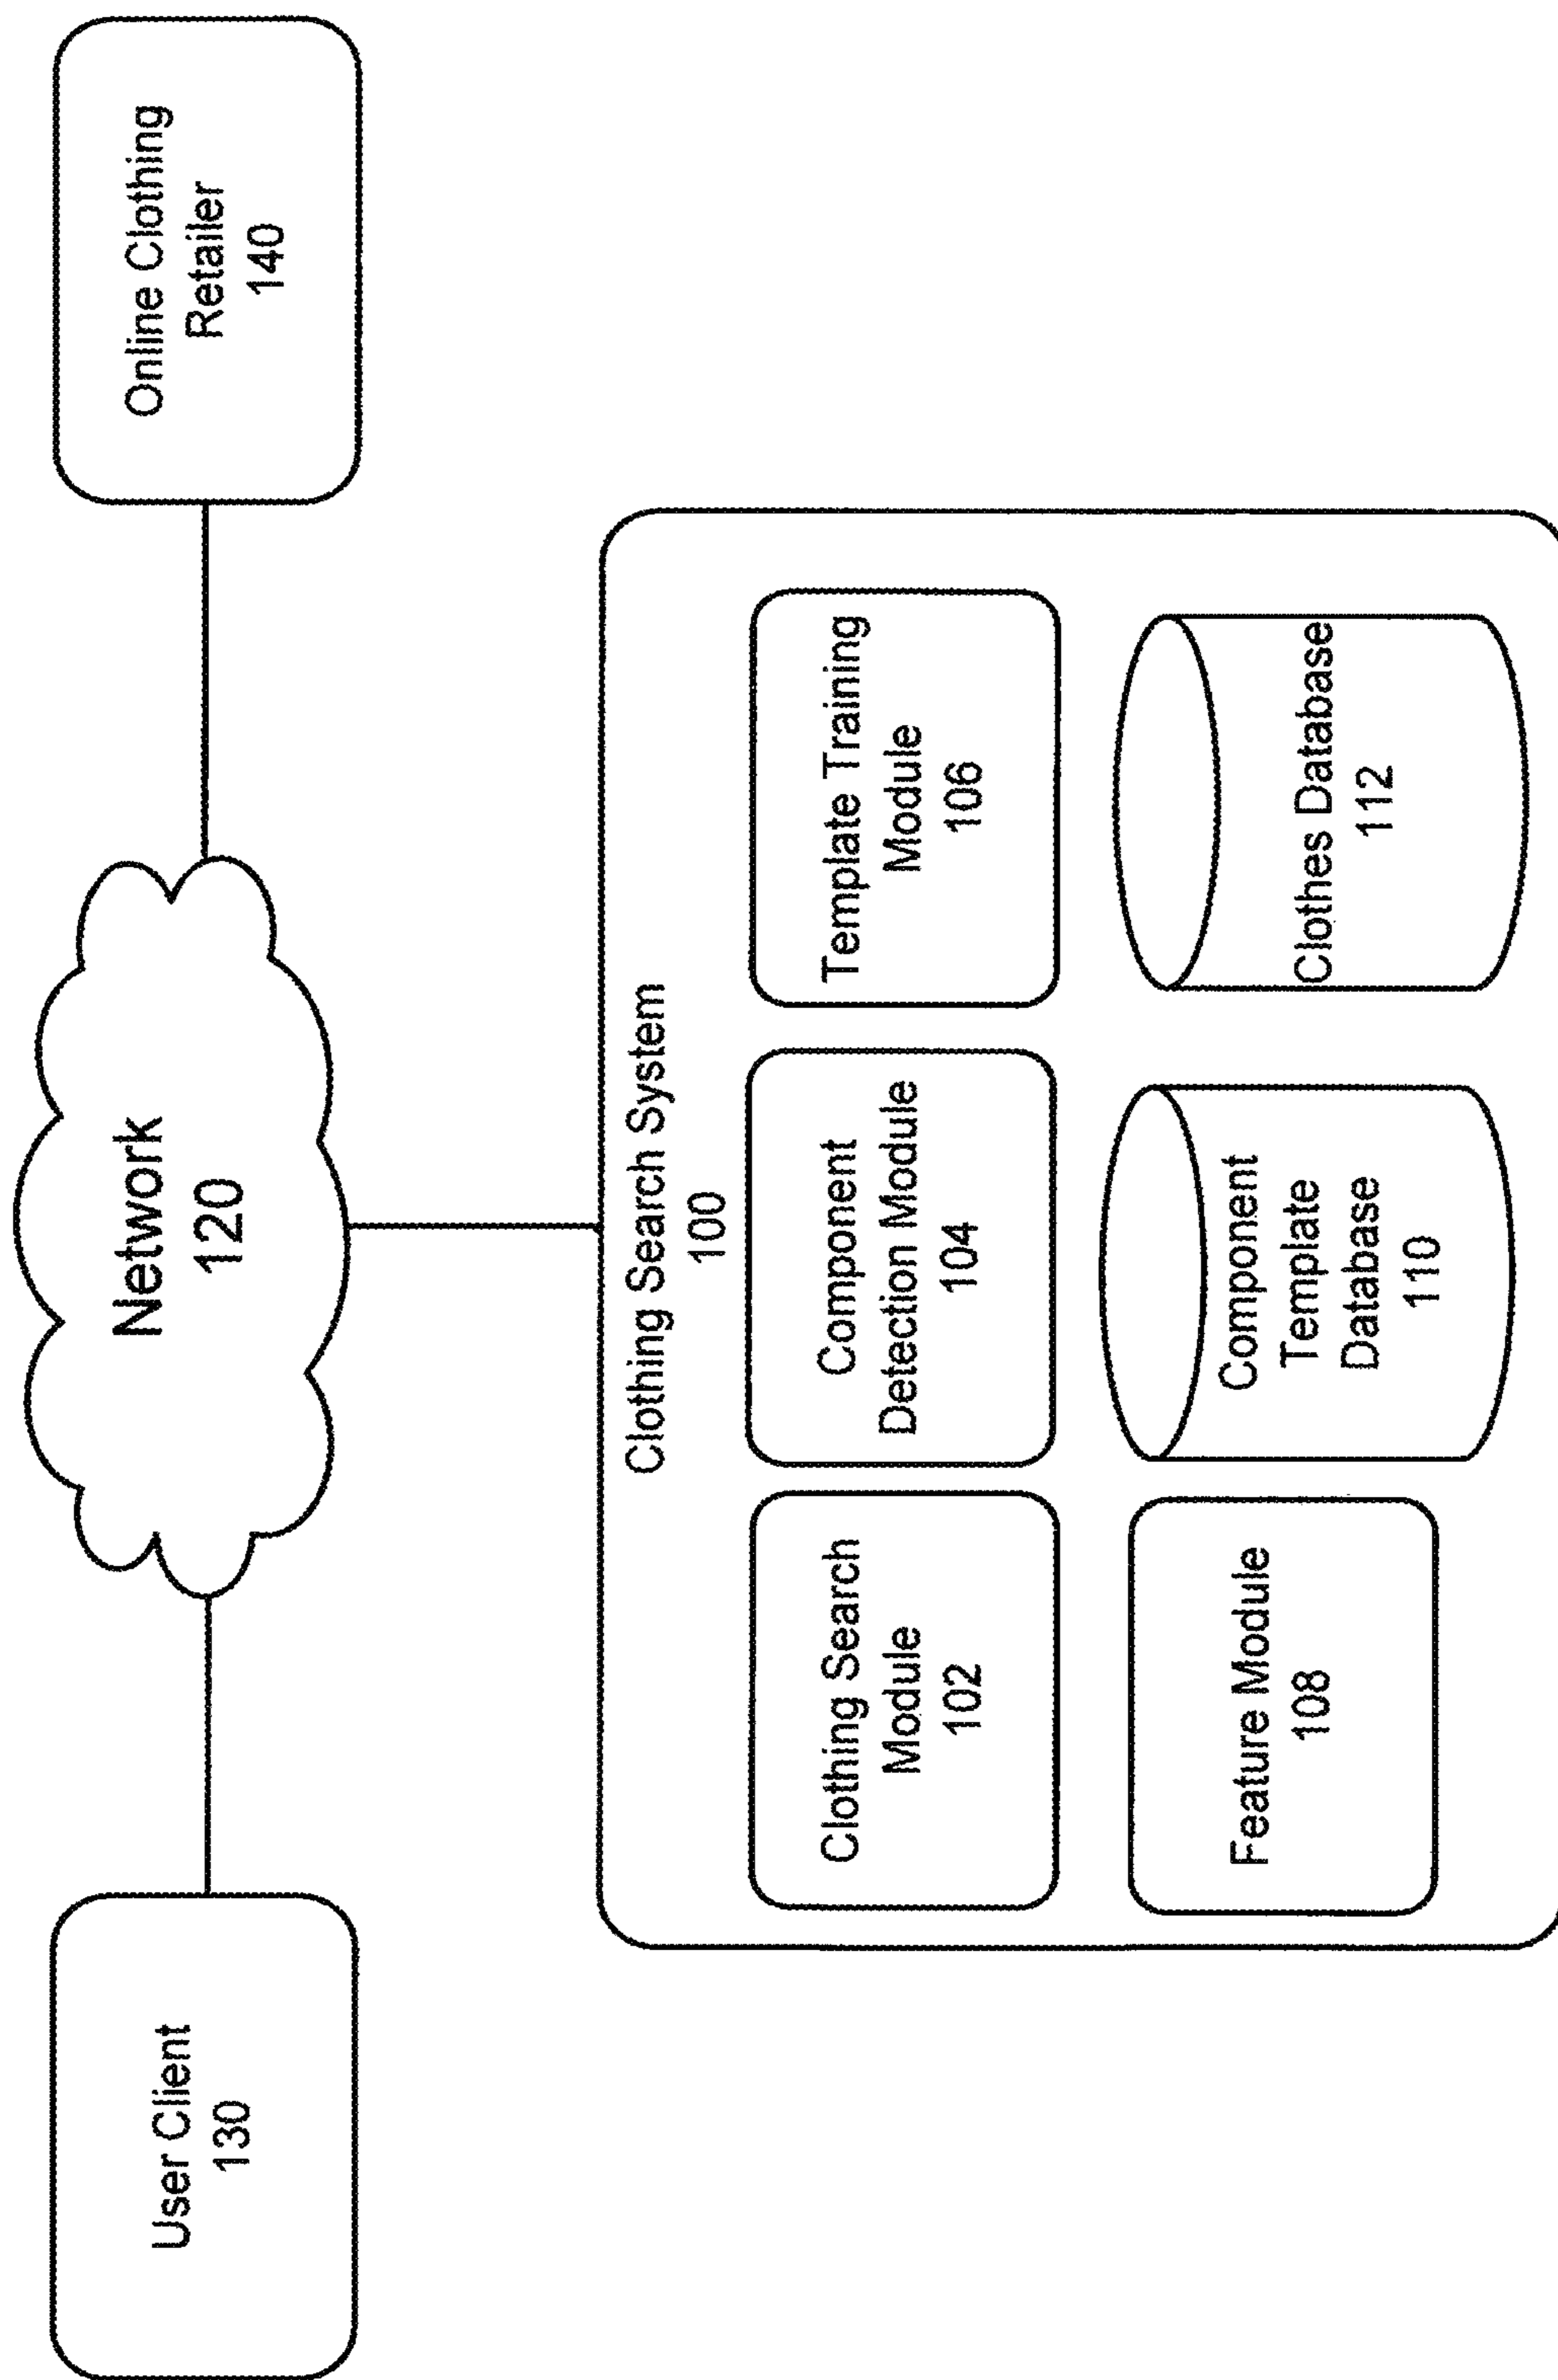 User Client
130
Network
120
Online Clothing
Retailer
140
Clothing Search System
100
Clothing Search
Module
102
Component
Detection Module
104
Template Training
Module
106
Feature Module
108
Component
Template
Database
110
Clothes Database
112